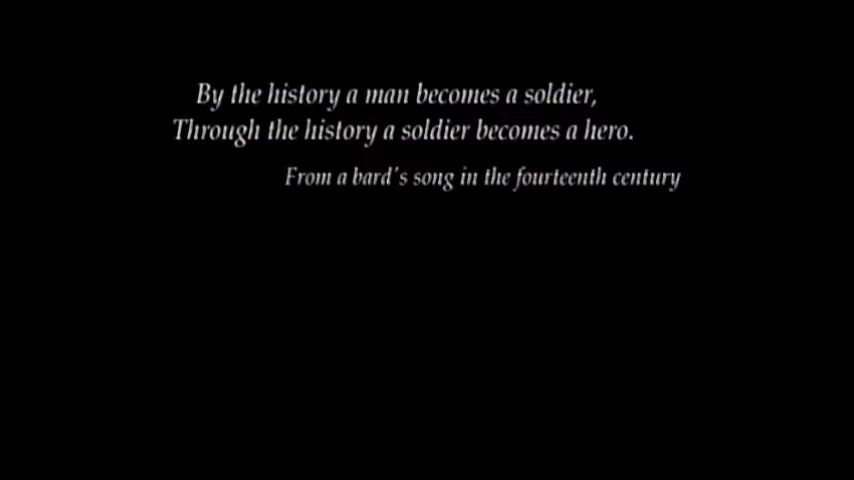 By the history a man becomes a soldier,
Through the history a soldier becomes a hero.
From a bard's song in the fourteenth century